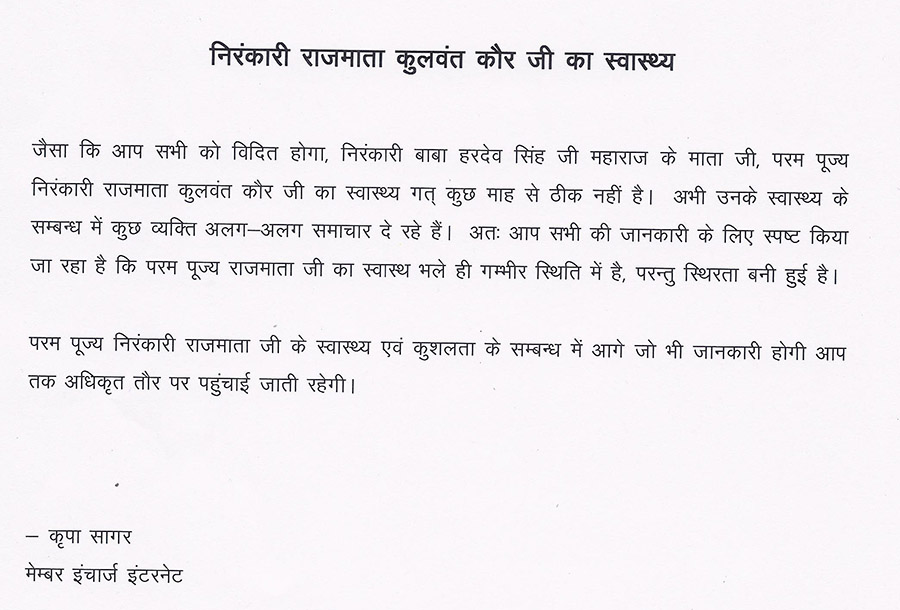 निरंकारी राजमाता कुलवंत कौर जी का स्वास्थ्य
जैसा कि आप सभी को विदित होगा, निरंकारी बाबा हरदेव सिंह जी महाराज के माता जी, परम पूज्य
निरंकारी राजमाता कुलवंत कौर जी का स्वास्थ्य गत् कुछ माह से ठीक नहीं है। अभी उनके स्वास्थ्य के
सम्बन्ध में कुछ व्यक्ति अलग–अलग समाचार दे रहे हैं। अतः आप सभी की जानकारी के लिए स्पष्ट किया
जा रहा है कि परम पूज्य राजमाता जी का स्वास्थ भले ही गम्भीर स्थिति में है, परन्तु स्थिरता बनी हुई है।
परम पूज्य निरंकारी राजमाता जी के स्वास्थ्य एवं कुशलता के सम्बन्ध में आगे जो भी जानकारी होगी आप
तक अधिकृत तौर पर पहुंचाई जाती रहेगी।
– कृपा सागर
मेम्बर इंचार्ज इंटरनेट